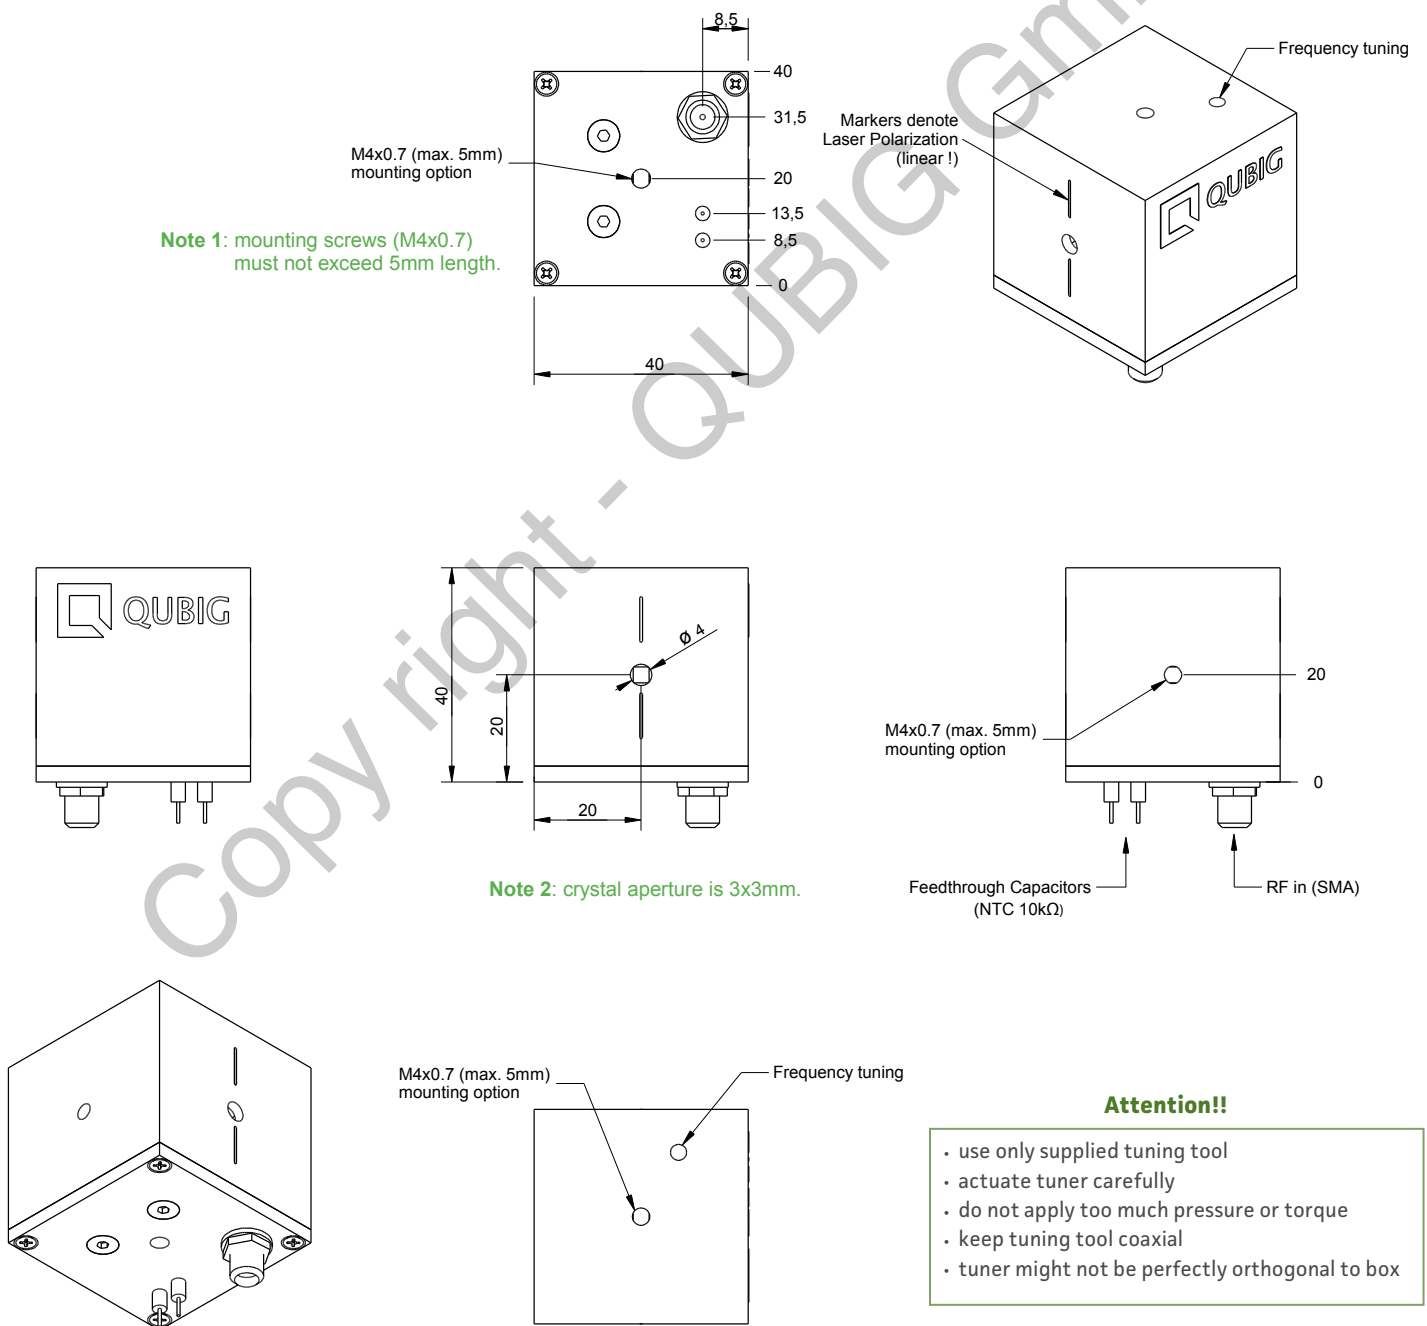 8,5
40
31,5
20
13,5
8,5
0
40
M4x0.7 (max. 5mm)
mounting option
Note 1: mounting screws (M4x0.7)
must not exceed 5mm length.
Frequency tuning
Markers denote
Laser Polarization
(linear !)
QUBIG
Copy right - QUBIG Gm
QUBIG
40
20
20
Ø 4
Note 2: crystal aperture is 3x3mm.
M4x0.7 (max. 5mm)
mounting option
20
0
Feedthrough Capacitors
(NTC 10kΩ)
RF in (SMA)
M4x0.7 (max. 5mm)
mounting option
Frequency tuning
Attention!!
• use only supplied tuning tool
• actuate tuner carefully
• do not apply too much pressure or torque
• keep tuning tool coaxial
• tuner might not be perfectly orthogonal to box